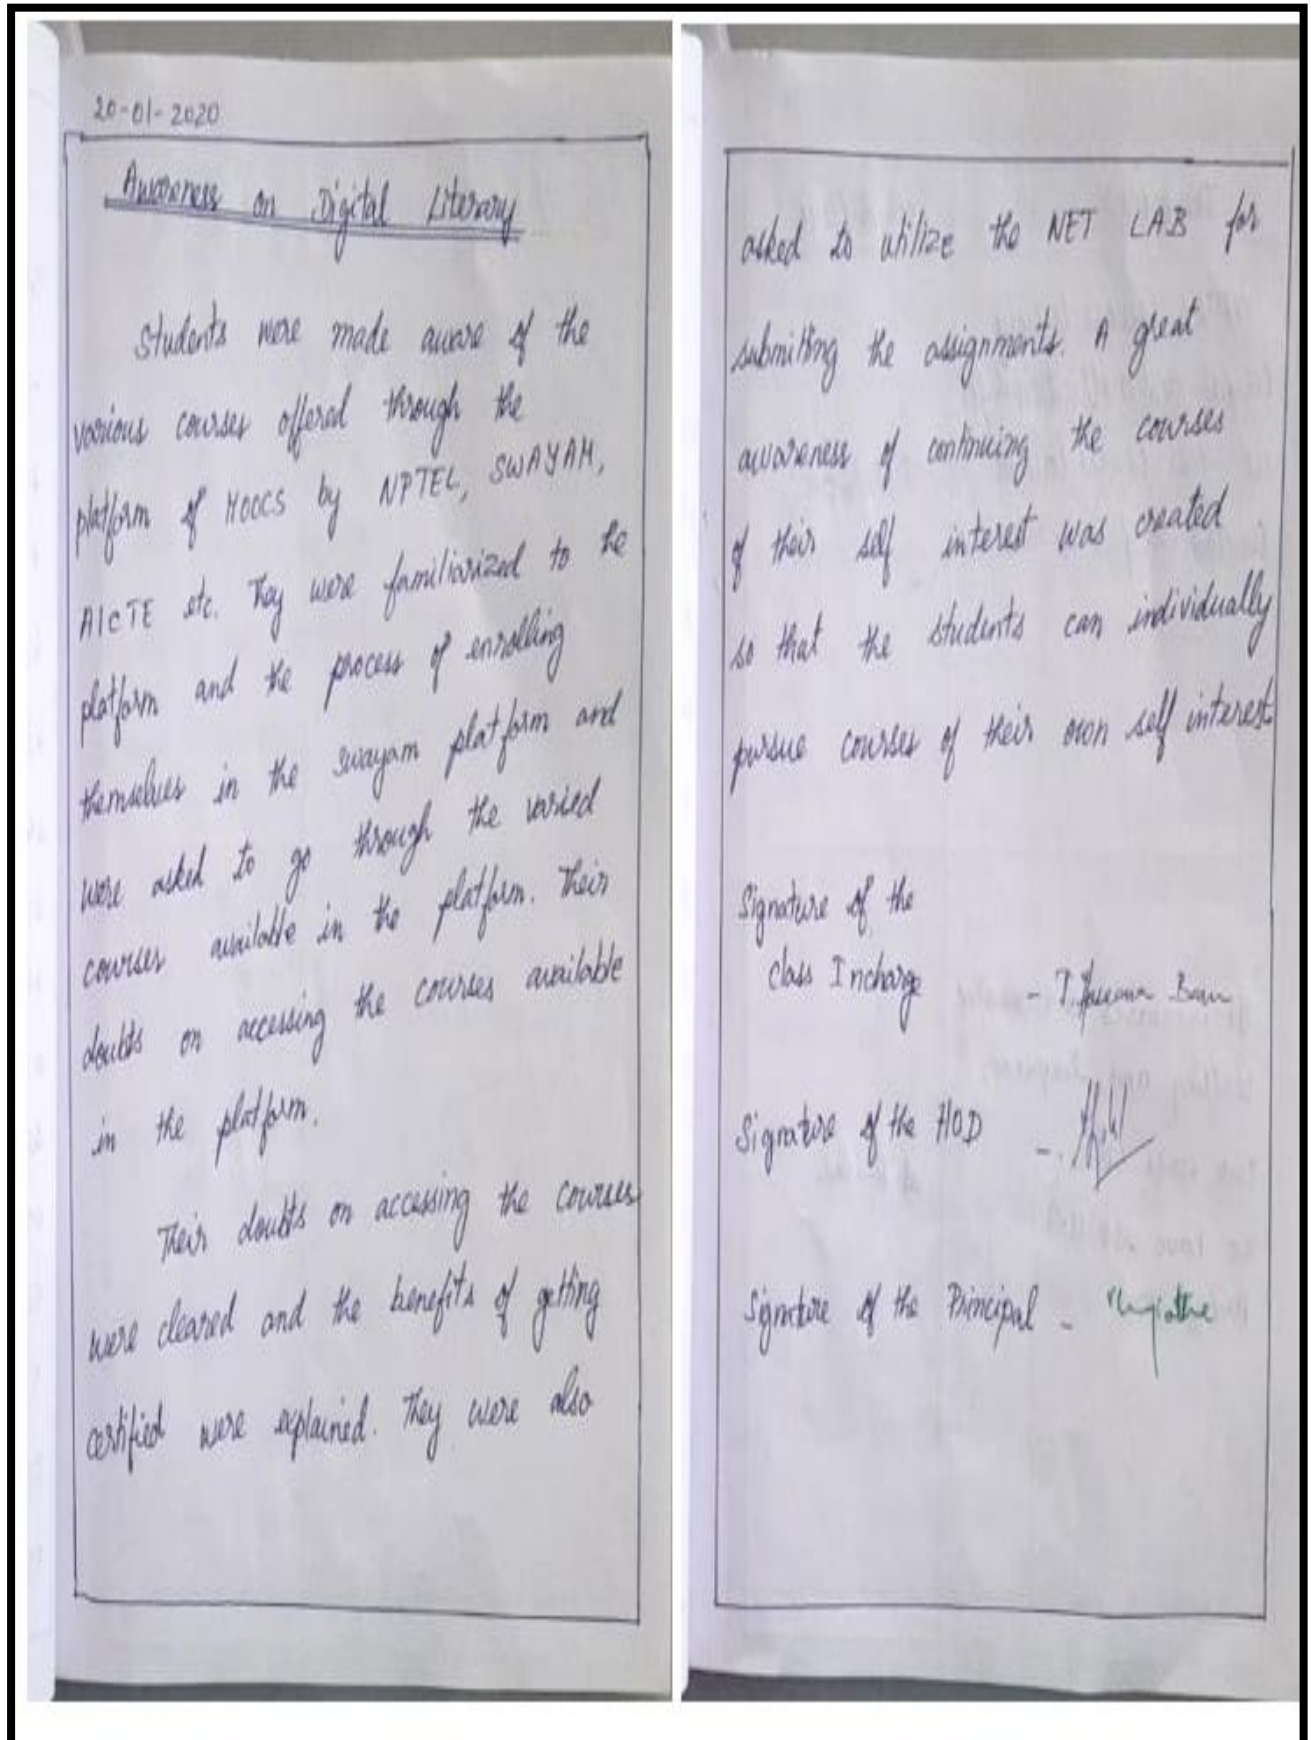 20-01-2020
Awareness on Digital Literary
Students were made aware of the
various courses offered through the
platform of MOOCS by NPTEL, SWAYAM,
AICTE etc. They were familiarized to the
platform and the process of enrolling
themselves in the swayam platform and
were asked to go through the varied
courses available in the platform. Their
doubts on accessing the courses available
in the platform.
Their doubts on accessing the courses
were cleared and the benefits of getting
certified were explained. They were also
asked to utilize the NET LAB for
submitting the assignments. A great
awareness of continuing the courses
of their self interest was created
so that the students can individually
pursue courses of their own self interest
Signature of the
class Incharge -
Signature of the HOD -
Signature of the Principal -